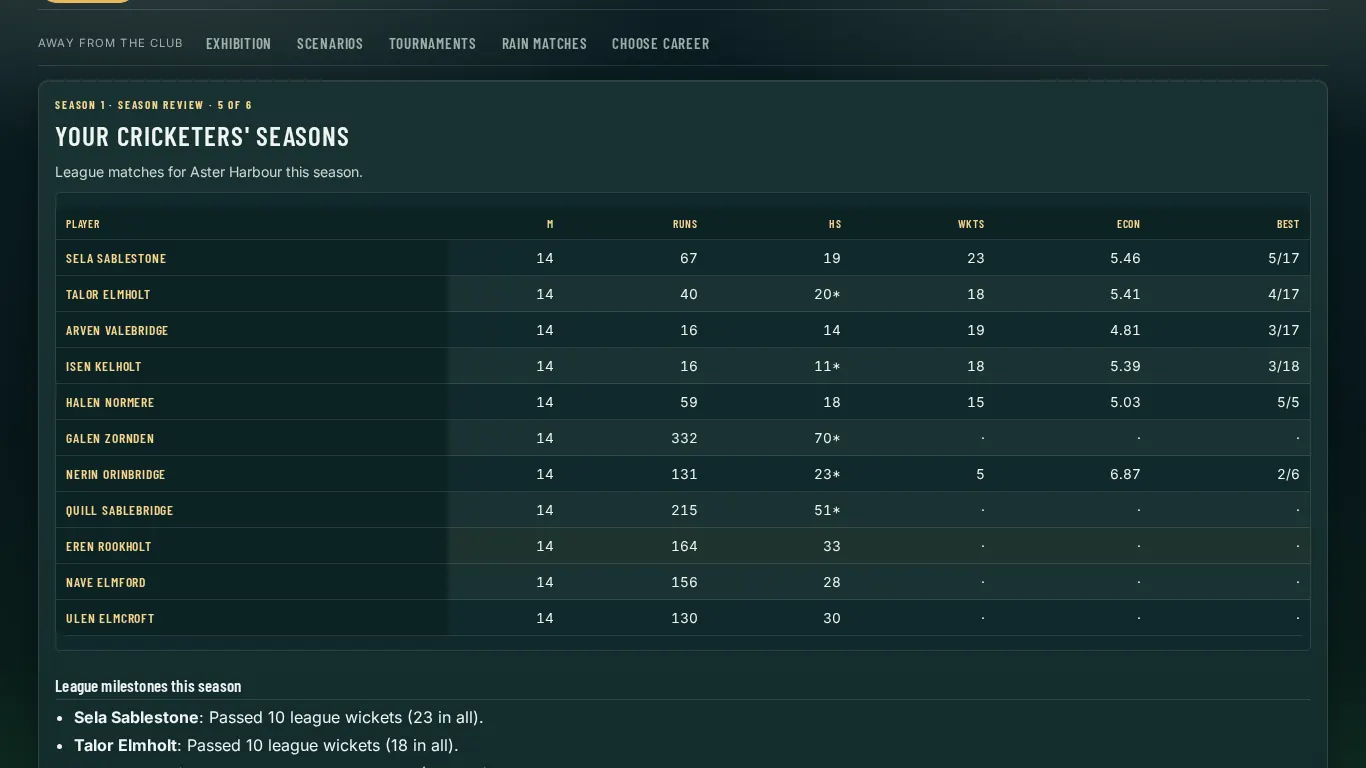 AWAY FROM THE CLUB EXHIBITION SCENARIOS TOURNAMENTS RAIN MATCHES CHOOSE CAREER
SEASON 1 · SEASON REVIEW · 5 OF 6
YOUR CRICKETERS' SEASONS
League matches for Aster Harbour this season.
PLAYER M RUNS HS WKTS ECON BEST
SELA SABLESTONE 14 67 19 23 5.46 5/17
TALOR ELMHOLT 14 40 20* 18 5.41 4/17
ARVEN VALEBRIDGE 14 16 14 19 4.81 3/17
ISEN KELHOLT 14 16 11* 18 5.39 3/18
HALEN NORMERE 14 59 18 15 5.03 5/5
GALEN ZORNDEN 14 332 70* · · ·
NERIN ORINBRIDGE 14 131 23* 5 6.87 2/6
QUILL SABLEBRIDGE 14 215 51* · · ·
EREN ROOKHOLT 14 164 33 · · ·
NAVE ELMFORD 14 156 28 · · ·
ULEN ELMCROFT 14 130 30 · · ·
League milestones this season
• Sela Sablestone: Passed 10 league wickets (23 in all).
• Talor Elmholt: Passed 10 league wickets (18 in all).